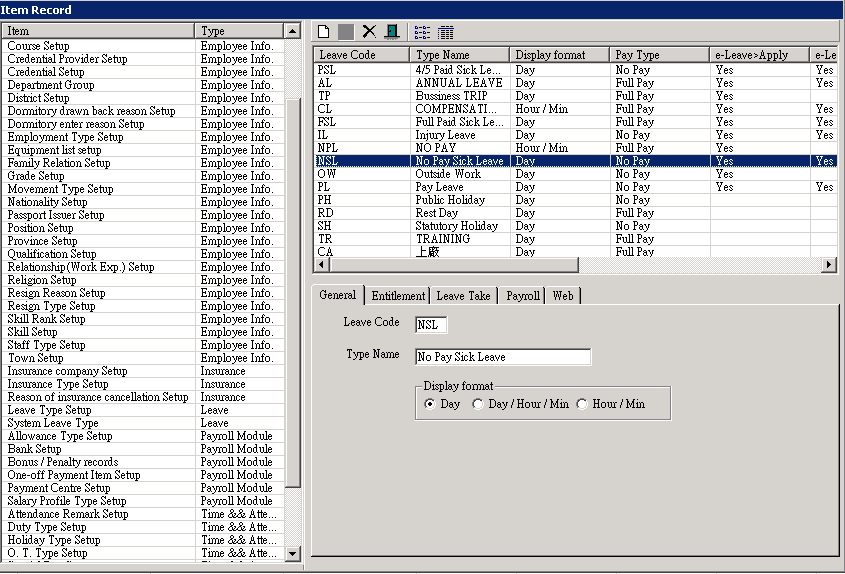 Item Record
Item Type
Course Setup Employee Info.
Credential Provider Setup Employee Info.
Credential Setup Employee Info.
Department Group Employee Info.
District Setup Employee Info.
Dormitory drawn back reason Setup Employee Info.
Dormitory enter reason Setup Employee Info.
Employment Type Setup Employee Info.
Equipment list setup Employee Info.
Family Relation Setup Employee Info.
Grade Setup Employee Info.
Movement Type Setup Employee Info.
Nationality Setup Employee Info.
Passport Issuer Setup Employee Info.
Position Setup Employee Info.
Province Setup Employee Info.
Qualification Setup Employee Info.
Relationship(Work Exp.) Setup Employee Info.
Religion Setup Employee Info.
Resign Reason Setup Employee Info.
Resign Type Setup Employee Info.
Skill Rank Setup Employee Info.
Skill Setup Employee Info.
Staff Type Setup Employee Info.
Town Setup Employee Info.
Insurance company Setup Insurance
Insurance Type Setup Insurance
Reason of insurance cancellation Setup Insurance
Leave Type Setup Leave
System Leave Type Leave
Allowance Type Setup Payroll Module
Bank Setup Payroll Module
Bonus / Penalty records Payroll Module
One-off Payment Item Setup Payroll Module
Payment Centre Setup Payroll Module
Salary Profile Type Setup Payroll Module
Attendance Remark Setup Time && Atte...
Duty Type Setup Time && Atte...
Holiday Type Setup Time && Atte...
O. T. Type Setup Time && Atte...
Leave Code Type Name Display format Pay Type e-Leave>Apply e-Le
PSL 4/5 Paid Sick Le... Day No Pay Yes Yes
AL ANNUAL LEAVE Day Full Pay Yes Yes
TP Bussiness TRIP Day Full Pay Yes
CL COMPENSATI... Hour / Min Full Pay Yes Yes
FSL Full Paid Sick Le... Day Full Pay Yes Yes
IL Injury Leave Day No Pay Yes Yes
NPL NO PAY Hour / Min Full Pay Yes
NSL No Pay Sick Leave Day No Pay Yes Yes
OW Outside Work Day No Pay Yes
PL Pay Leave Day No Pay Yes Yes
PH Public Holiday Day No Pay
RD Rest Day Day Full Pay
SH Statutory Holiday Day No Pay
TR TRAINING Day Full Pay
CA 上廠 Day Full Pay
General Entitlement Leave Take Payroll Web
Leave Code NSL
Type Name No Pay Sick Leave
Display format
Day Day / Hour / Min Hour / Min